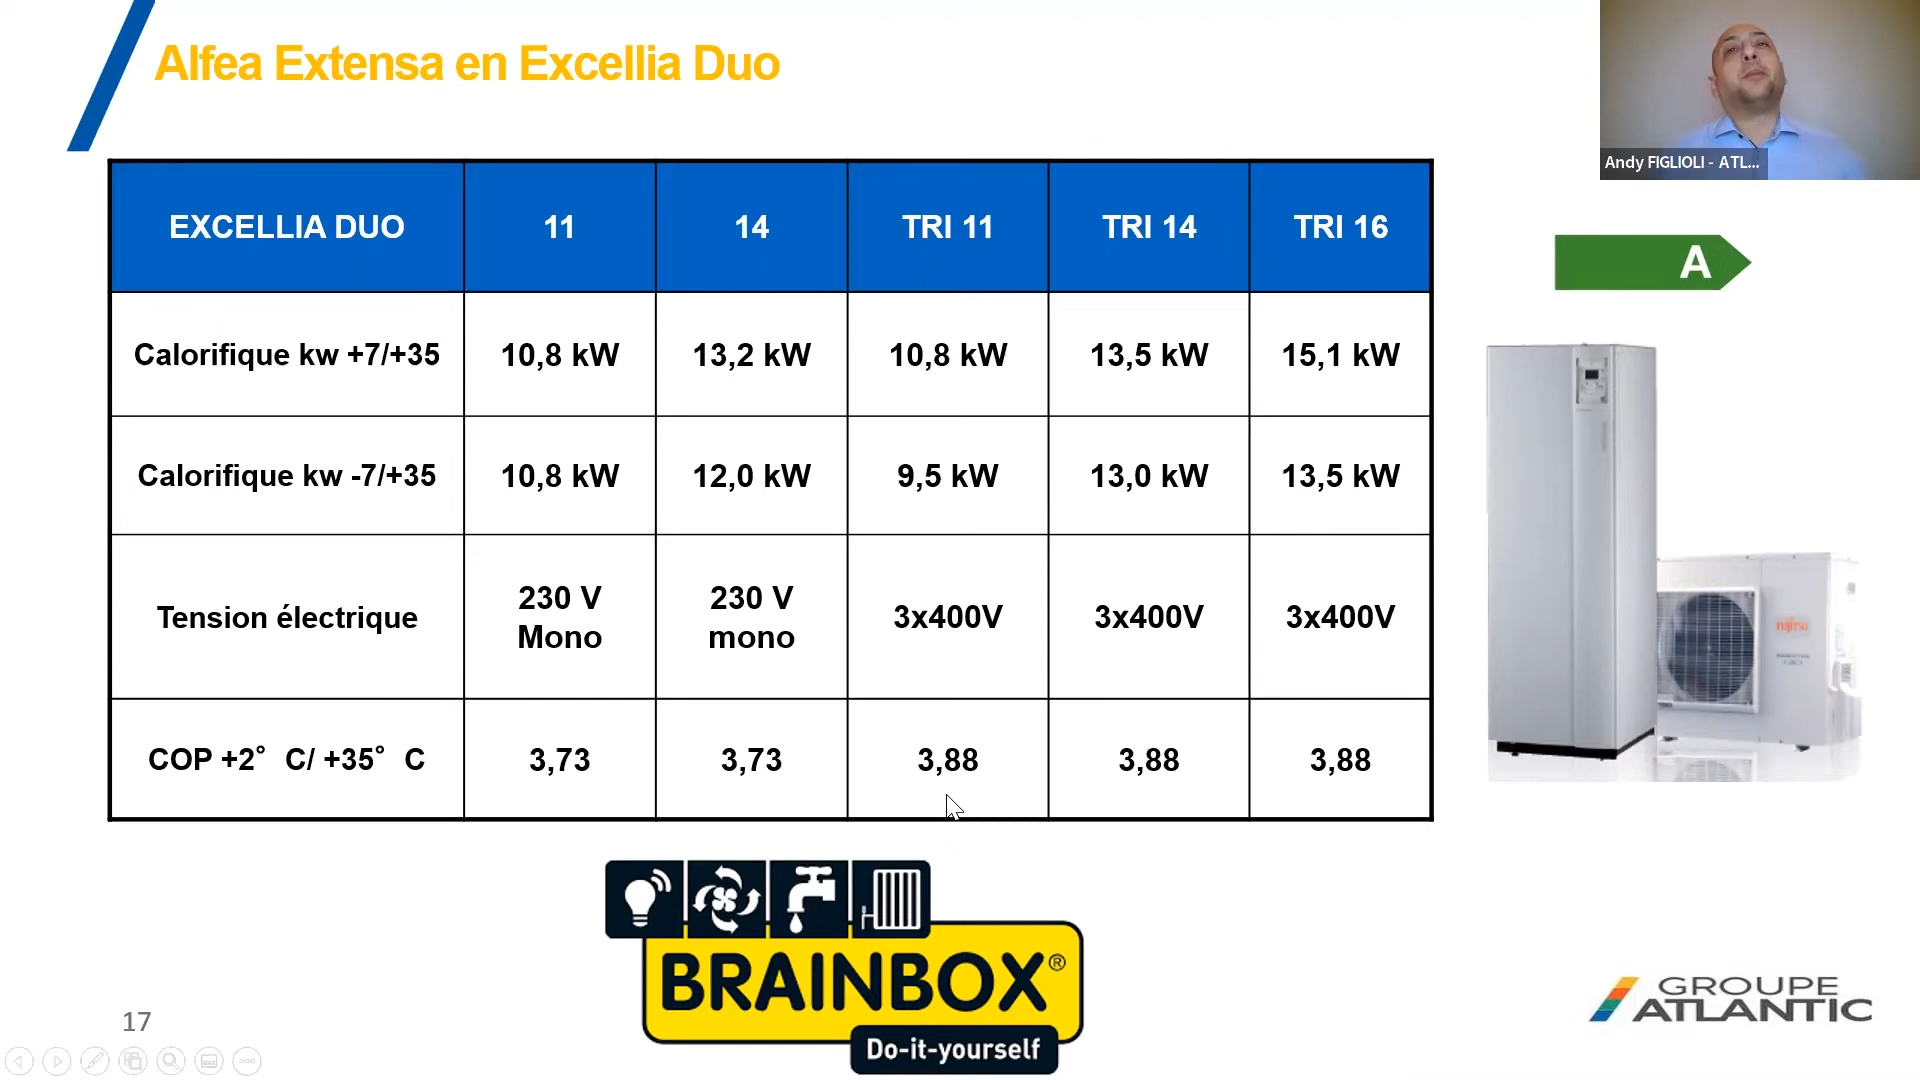 Alfea Extensa en Excellia Duo
Andy FIGLIOLI - ATL...
EXCELLIA DUO 11 14 TRI 11 TRI 14 TRI 16
Calorifique kw +7/+35 10,8 kW 13,2 kW 10,8 kW 13,5 kW 15,1 kW
Calorifique kw -7/+35 10,8 kW 12,0 kW 9,5 kW 13,0 kW 13,5 kW
Tension électrique 230 V Mono 230 V mono 3x400V 3x400V 3x400V
COP +2° C/ +35° C 3,73 3,73 3,88 3,88 3,88
A
BRAINBOX®
Do-it-yourself
GROUPE
ATLANTIC
17